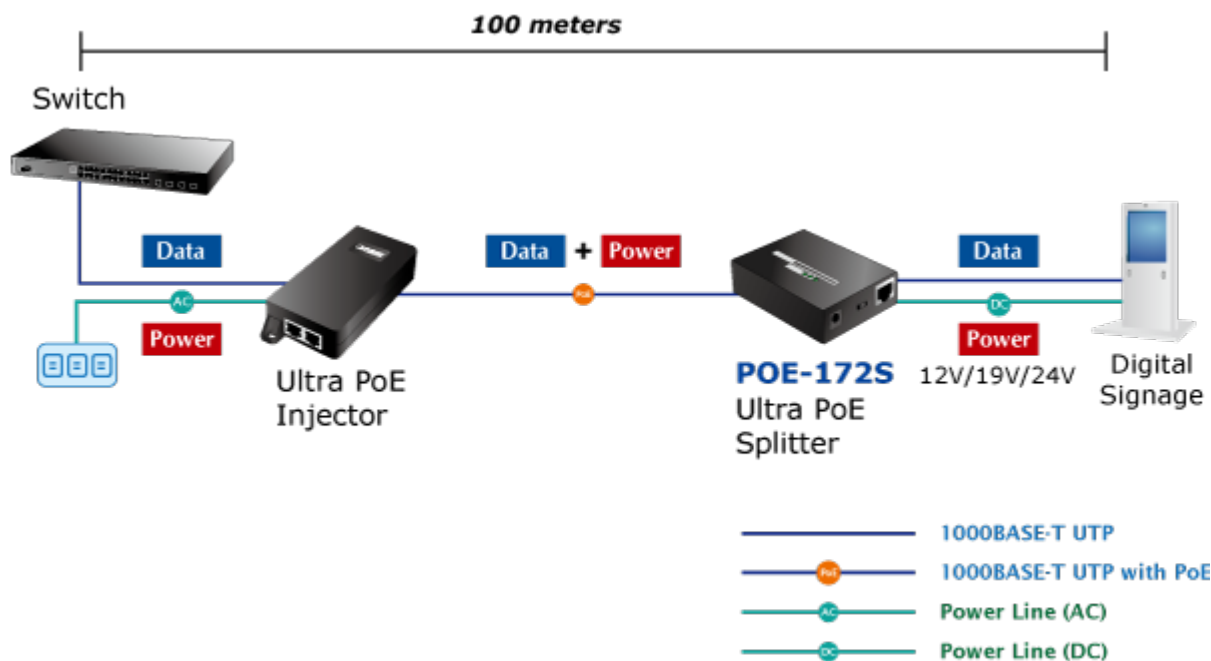 100 meters
Switch
Data
AC
Power
Ultra PoE
Injector
Data + Power
PoE
POE-172S
Ultra PoE
Splitter
Data
DC
Power
12V/19V/24V
Digital
Signage
1000BASE-T UTP
PoE 1000BASE-T UTP with PoE
AC Power Line (AC)
DC Power Line (DC)